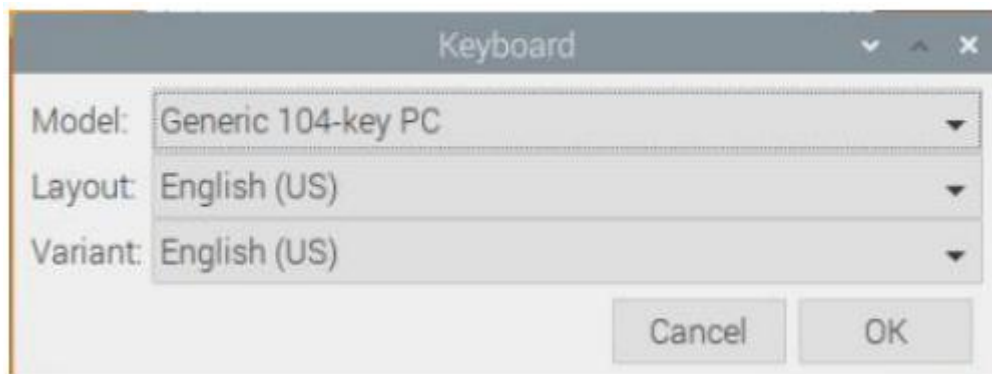 Keyboard
Model: Generic 104-key PC
Layout: English (US)
Variant: English (US)
Cancel OK